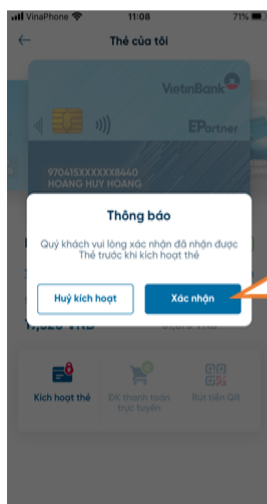 VinaPhone 11:08 71%
Thẻ của tôi
VietinBank
EPartner
970415XXXXXX8440
HOANG HUY HOANG
Thông báo
Quý khách vui lòng xác nhận đã nhận được
Thẻ trước khi kích hoạt thẻ
Huỷ kích hoạt Xác nhận
Kích hoạt thẻ ĐK thanh toán Rút tiền QR
trực tuyến